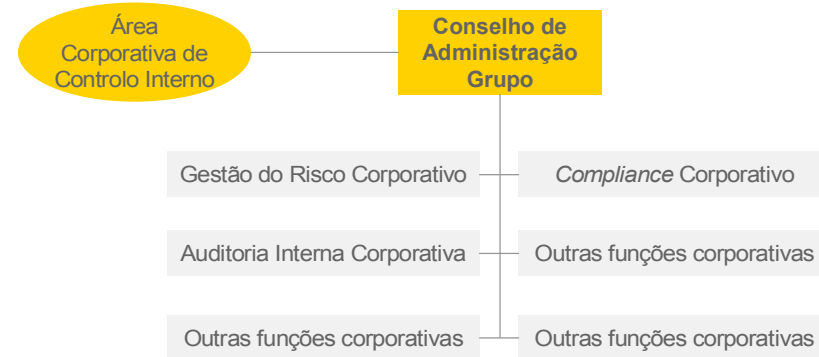 Área
Corporativa de
Controlo Interno
Conselho de
Administração
Grupo
Gestão do Risco Corporativo
Compliance Corporativo
Auditoria Interna Corporativa
Outras funções corporativas
Outras funções corporativas
Outras funções corporativas